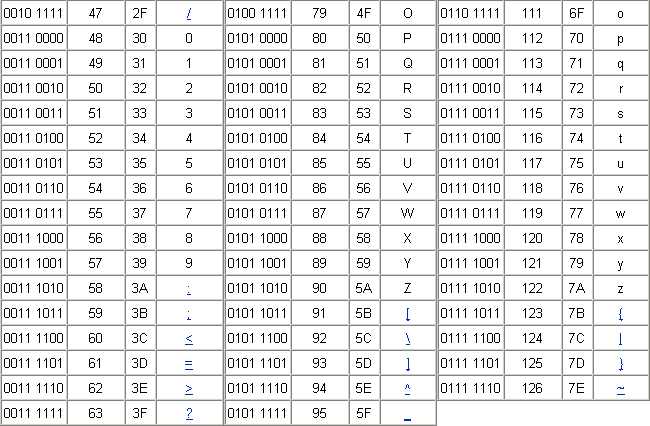 0010 1111 47 2F / 0100 1111 79 4F O 0110 1111 111 6F o
0011 0000 48 30 0 0101 0000 80 50 P 0111 0000 112 70 p
0011 0001 49 31 1 0101 0001 81 51 Q 0111 0001 113 71 q
0011 0010 50 32 2 0101 0010 82 52 R 0111 0010 114 72 r
0011 0011 51 33 3 0101 0011 83 53 S 0111 0011 115 73 s
0011 0100 52 34 4 0101 0100 84 54 T 0111 0100 116 74 t
0011 0101 53 35 5 0101 0101 85 55 U 0111 0101 117 75 u
0011 0110 54 36 6 0101 0110 86 56 V 0111 0110 118 76 v
0011 0111 55 37 7 0101 0111 87 57 W 0111 0111 119 77 w
0011 1000 56 38 8 0101 1000 88 58 X 0111 1000 120 78 x
0011 1001 57 39 9 0101 1001 89 59 Y 0111 1001 121 79 y
0011 1010 58 3A : 0101 1010 90 5A Z 0111 1010 122 7A z
0011 1011 59 3B ; 0101 1011 91 5B [ 0111 1011 123 7B {
0011 1100 60 3C < 0101 1100 92 5C \ 0111 1100 124 7C |
0011 1101 61 3D = 0101 1101 93 5D ] 0111 1101 125 7D }
0011 1110 62 3E > 0101 1110 94 5E ^ 0111 1110 126 7E ~
0011 1111 63 3F ? 0101 1111 95 5F _